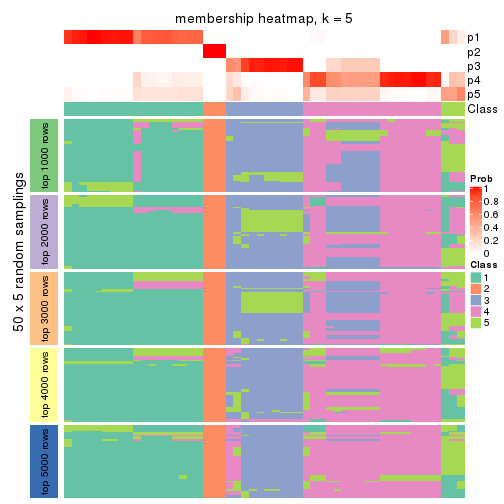 membership heatmap, k = 5
p1
p2
p3
p4
p5
Class
50 x 5 random samplings
top 1000 rows
top 2000 rows
top 3000 rows
top 4000 rows
top 5000 rows
Prob
1
0.8
0.6
0.4
0.2
0
Class
1
2
3
4
5